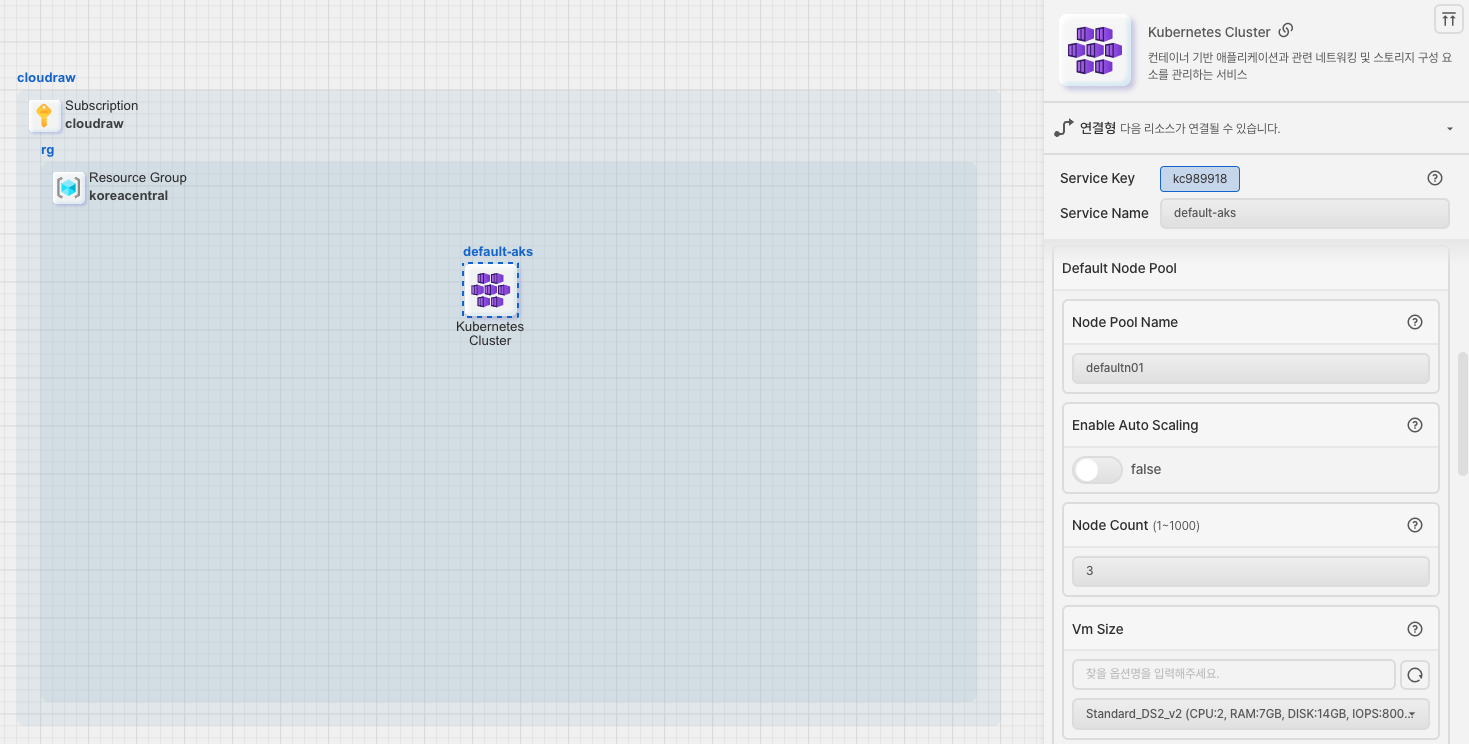 cloudraw
Subscription
cloudraw
rg
Resource Group
koreacentral
default-aks
Kubernetes
Cluster
Kubernetes Cluster
컨테이너 기반 애플리케이션과 관련 네트워킹 및 스토리지 구성 요
소를 관리하는 서비스
연결형 다음 리소스가 연결될 수 있습니다.
Service Key kc989918
Service Name default-aks
Default Node Pool
Node Pool Name
defaultn01
Enable Auto Scaling
false
Node Count (1~1000)
3
Vm Size
찾을 옵션명을 입력해주세요.
Standard_DS2_v2 (CPU:2, RAM:7GB, DISK:14GB, IOPS:800...